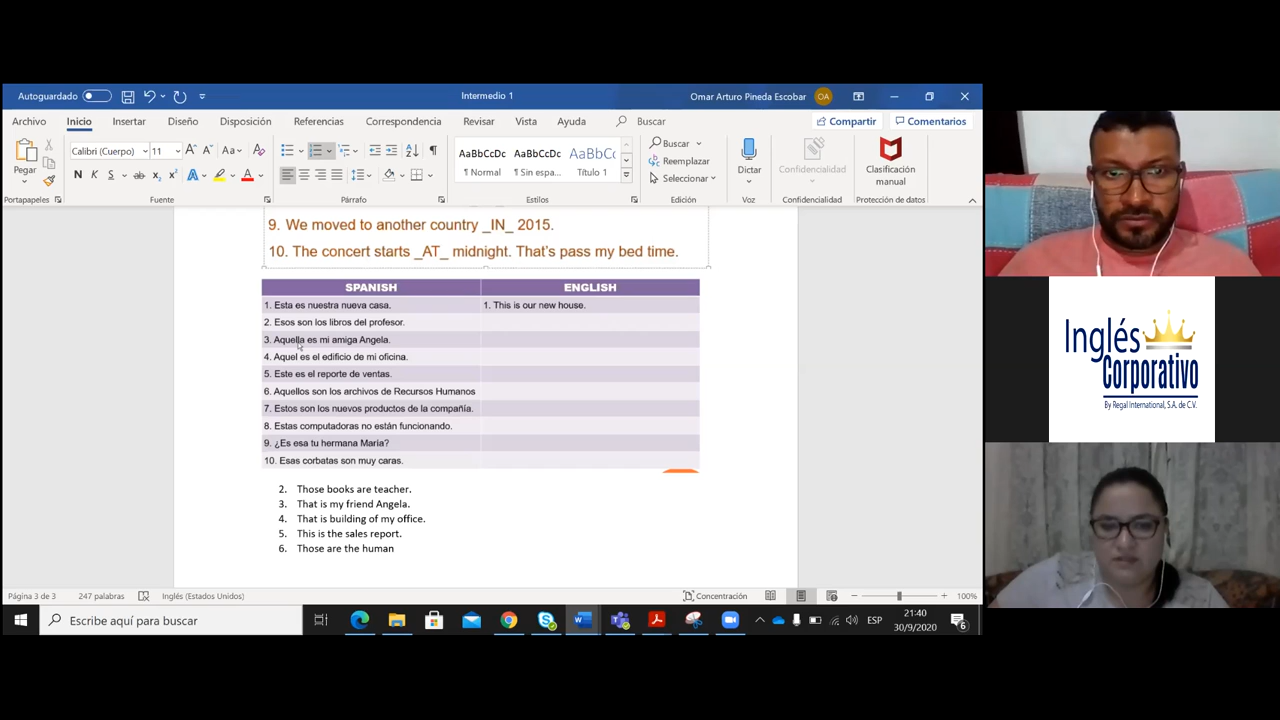 Autoguardado
Intermedio 1
Omar Arturo Pineda Escobar
OA
Archivo
Inicio
Insertar
Diseño
Disposición
Referencias
Correspondencia
Revisar
Vista
Ayuda
Buscar
Compartir
Comentarios
Pegar
Calibri (Cuerpo)
11
N K S ab x₂ x²
AaBbCcDc
AaBbCcDc
AaBbCc
¶ Normal
¶ Sin espa...
Título 1
Buscar
Reemplazar
Seleccionar
Dictar
Confidencialidad
Clasificación
manual
Portapapeles
Fuente
Párrafo
Estilos
Edición
Voz
Confidencialidad
Protección de datos
9. We moved to another country _IN_ 2015.
10. The concert starts _AT_ midnight. That's pass my bed time.
SPANISH ENGLISH
1. Esta es nuestra nueva casa. 1. This is our new house.
2. Esos son los libros del profesor.
3. Aquella es mi amiga Angela.
4. Aquel es el edificio de mi oficina.
5. Este es el reporte de ventas.
6. Aquellos son los archivos de Recursos Humanos
7. Estos son los nuevos productos de la compañía.
8. Estas computadoras no están funcionando.
9. ¿Es esa tu hermana María?
10. Esas corbatas son muy caras.
2. Those books are teacher.
3. That is my friend Angela.
4. That is building of my office.
5. This is the sales report.
6. Those are the human
Inglés
Corporativo
By Regal International, S.A. de C.V.
Página 3 de 3
247 palabras
Inglés (Estados Unidos)
Concentración
100%
Escribe aquí para buscar
ESP
21:40
30/9/2020
6